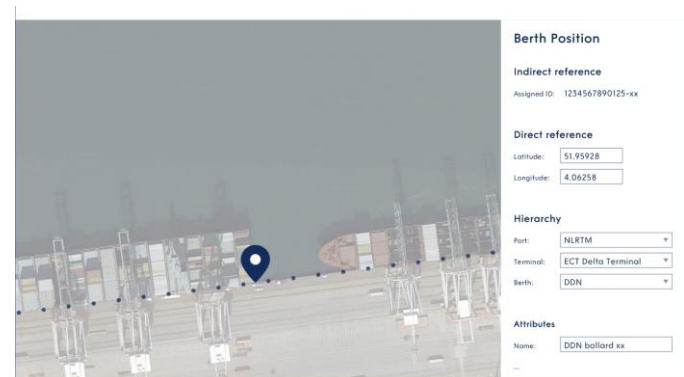 Berth Position
Indirect reference
Assigned ID: 1234567890125-xx
Direct reference
Latitude: 51.95928
Longitude: 4.06258
Hierarchy
Port: NLRTM
Terminal: ECT Delta Terminal
Berth: DDN
Attributes
Name: DDN bollard xx
...